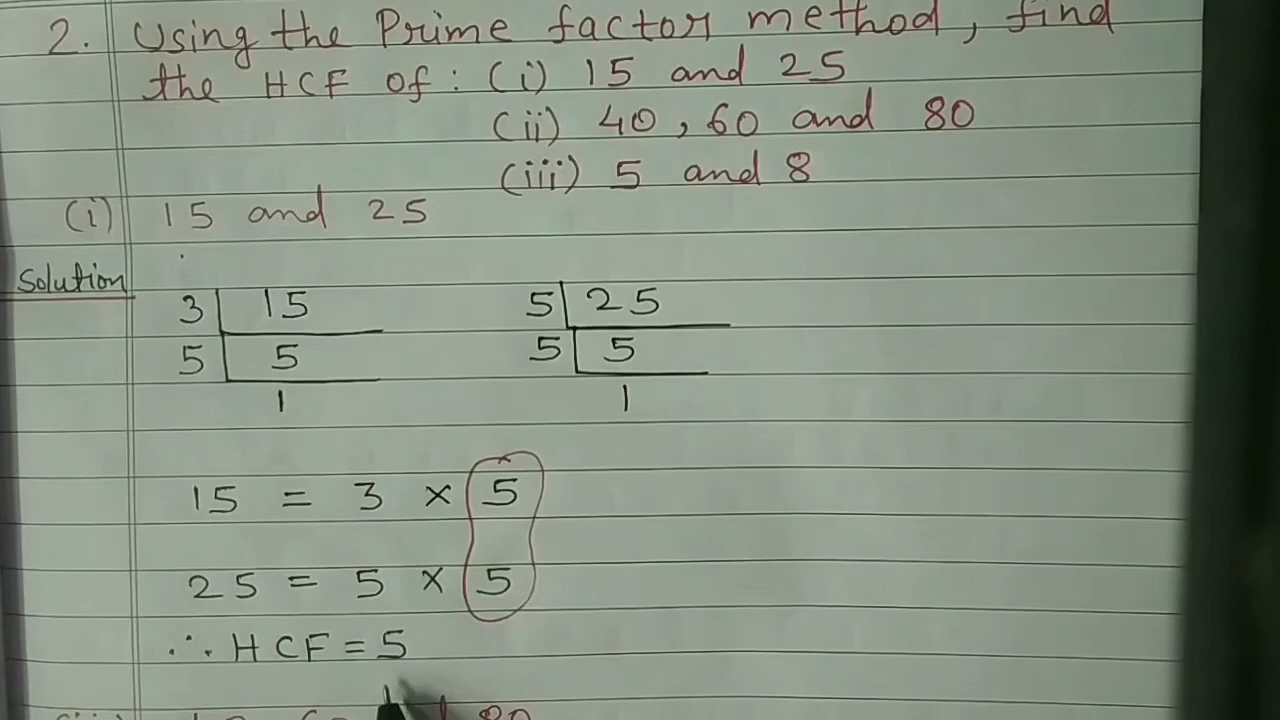 2. Using the Prime factor method, find
the HCF of: (i) 15 and 25
(ii) 40, 60 and 80
(iii) 5 and 8
(i) 15 and 25
Solution
3 | 15 5 | 25
5 | 5 5 | 5
1 1
15 = 3 × 5
25 = 5 × 5
∴ HCF = 5
80